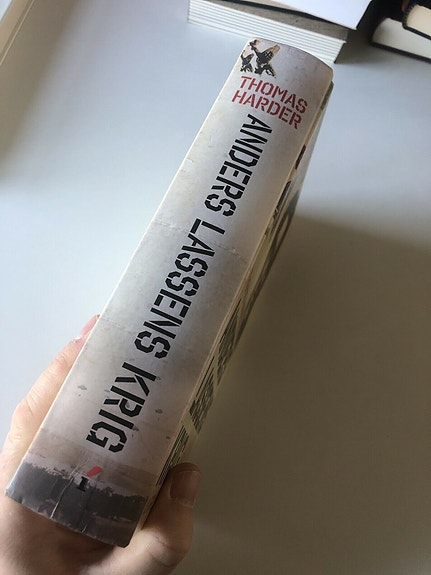 THOMAS
HARDER
ANDERS LASSENS KRIG
I